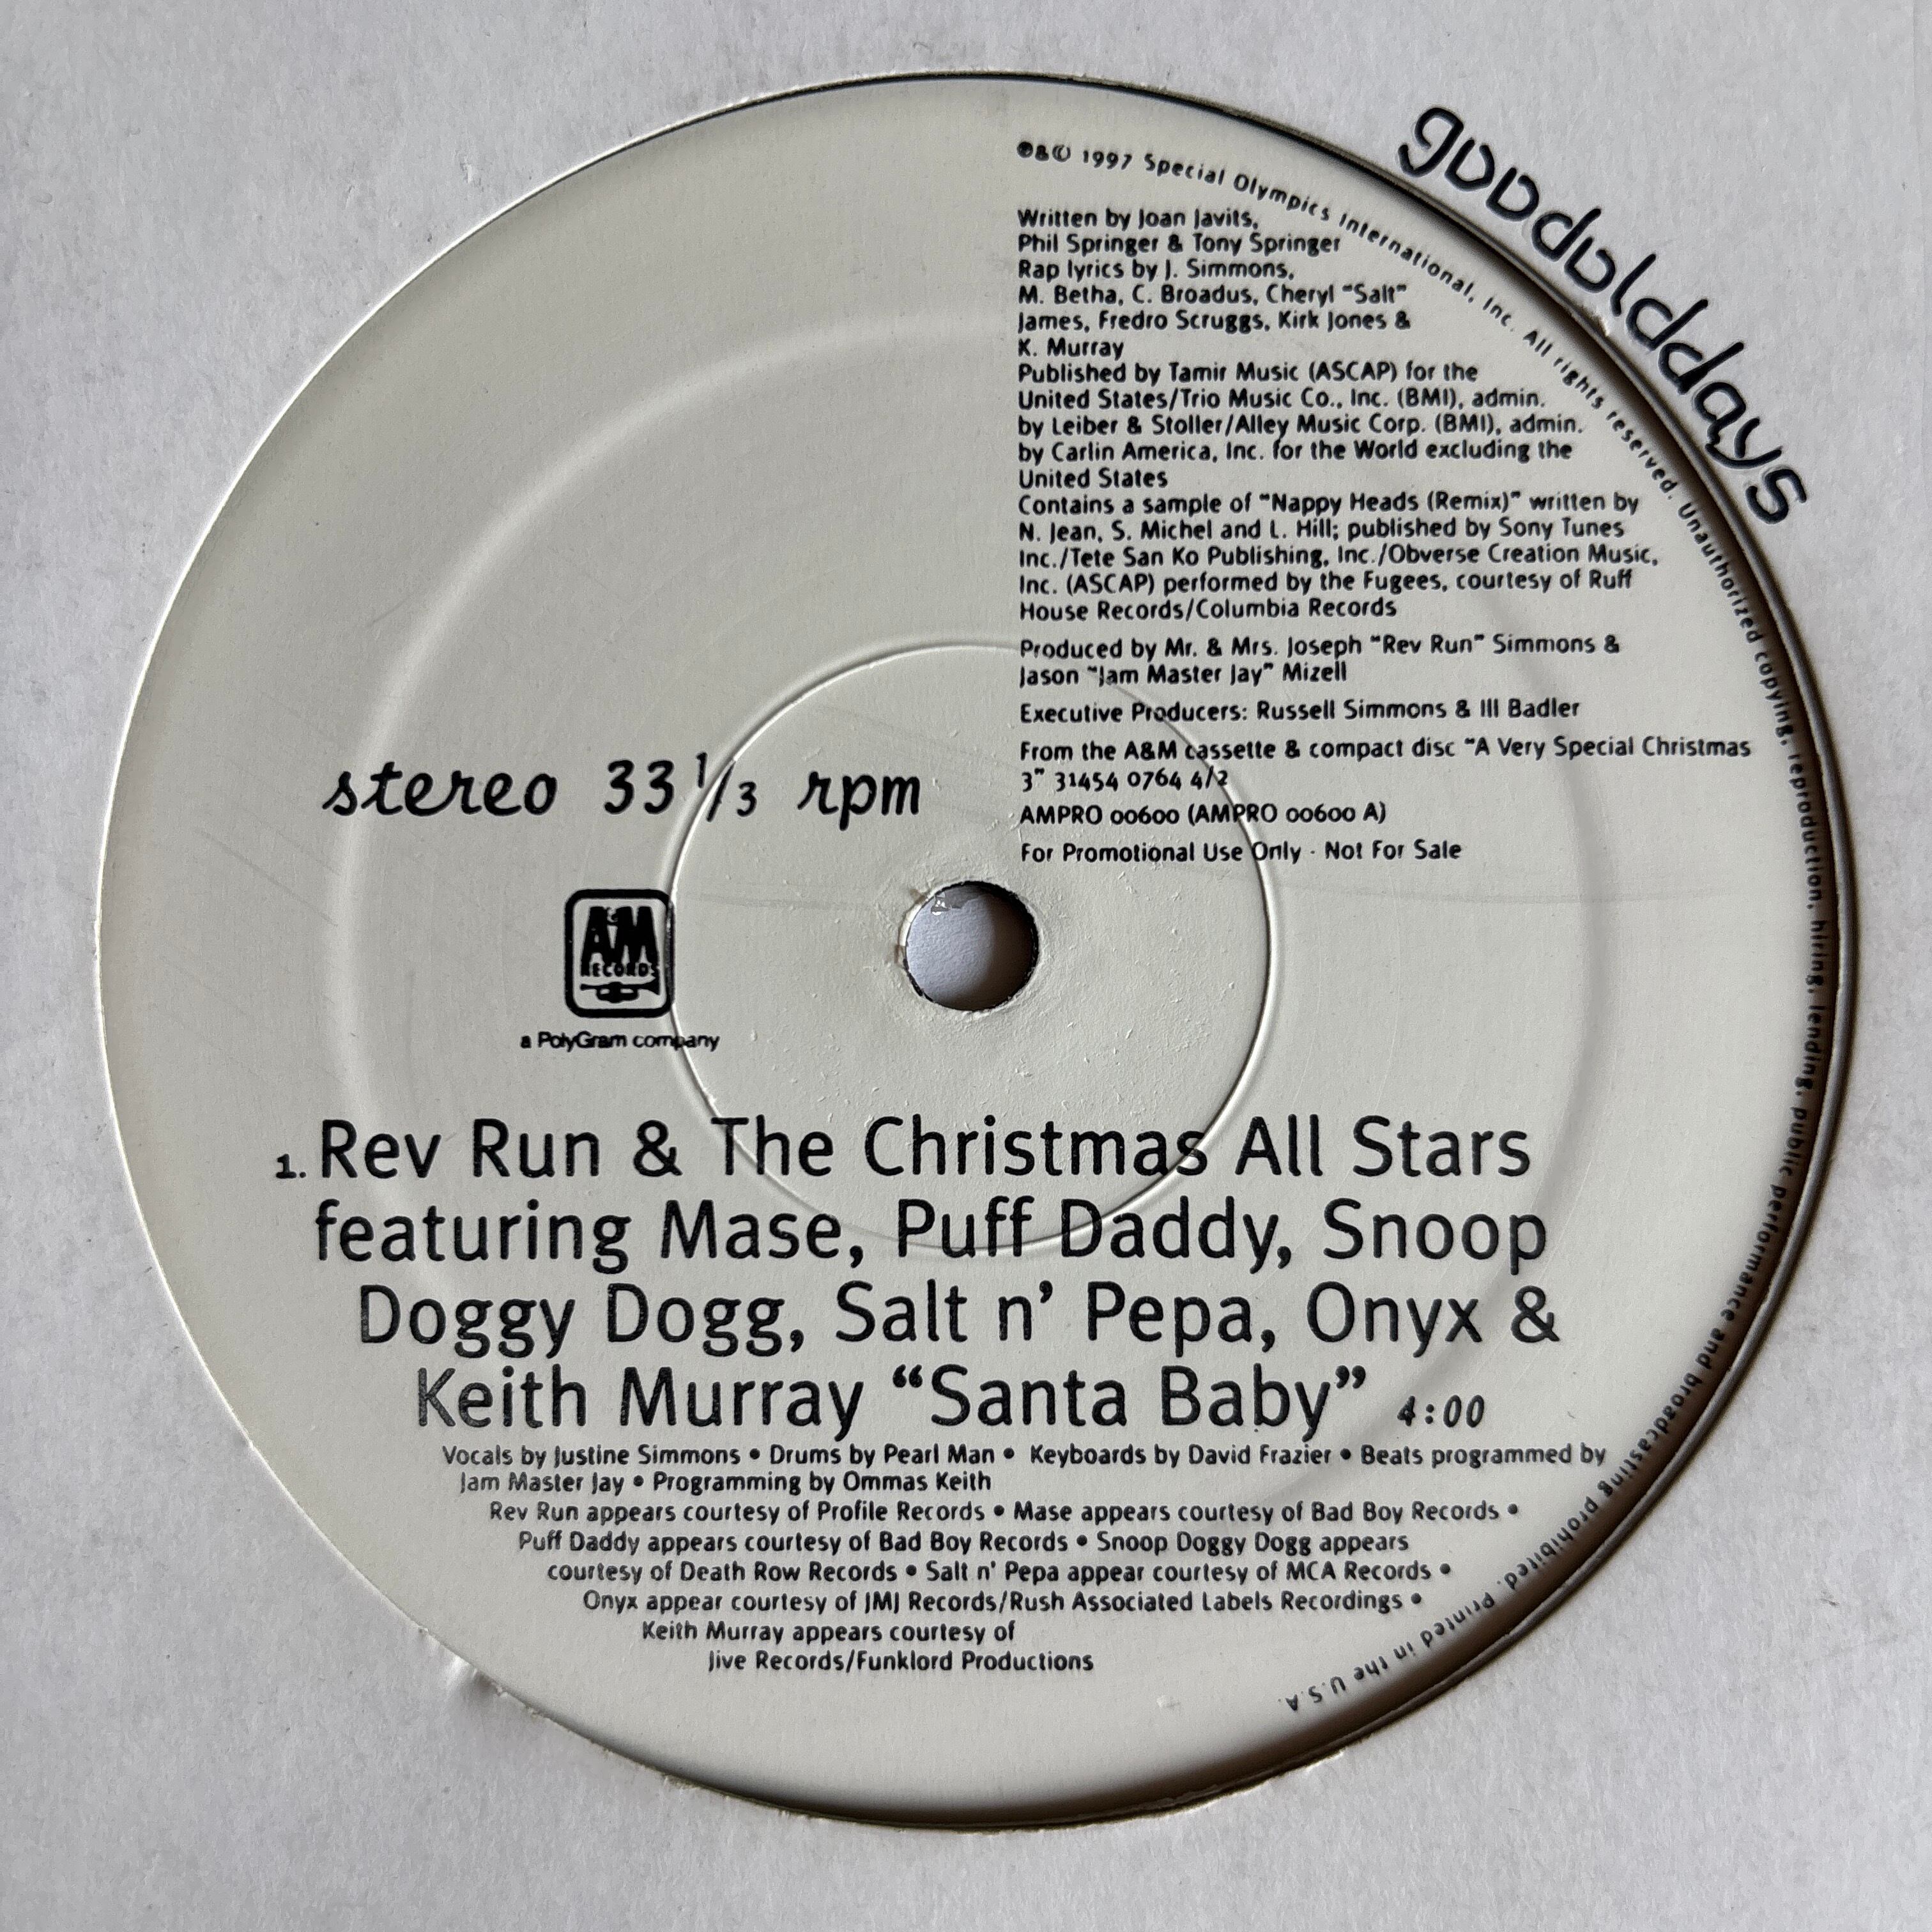 goodolddays
℗&© 1997 Special Olympics International, Inc. All rights reserved. Unauthorized copying, reproduction, hiring, lending, public performance and broadcasting prohibited. Printed in the U.S.A.
Written by Joan Javits,
Phil Springer & Tony Springer
Rap lyrics by J. Simmons,
M. Betha, C. Broadus, Cheryl "Salt"
James, Fredro Scruggs, Kirk Jones &
K. Murray
Published by Tamir Music (ASCAP) for the
United States/Trio Music Co., Inc. (BMI), admin.
by Leiber & Stoller/Alley Music Corp. (BMI), admin.
by Carlin America, Inc. for the World excluding the
United States
Contains a sample of "Nappy Heads (Remix)" written by
N. Jean, S. Michel and L. Hill; published by Sony Tunes
Inc./Tete San Ko Publishing, Inc./Obverse Creation Music,
Inc. (ASCAP) performed by the Fugees, courtesy of Ruff
House Records/Columbia Records
Produced by Mr. & Mrs. Joseph "Rev Run" Simmons &
Jason "Jam Master Jay" Mizell
Executive Producers: Russell Simmons & Ill Badler
From the A&M cassette & compact disc "A Very Special Christmas
3" 31454 0764 4/2
AMPRO 00600 (AMPRO 00600 A)
For Promotional Use Only · Not For Sale
stereo 33 1/3 rpm
A&M
RECORDS
a PolyGram company
1. Rev Run & The Christmas All Stars
featuring Mase, Puff Daddy, Snoop
Doggy Dogg, Salt n' Pepa, Onyx &
Keith Murray "Santa Baby" 4:00
Vocals by Justine Simmons • Drums by Pearl Man • Keyboards by David Frazier • Beats programmed by
Jam Master Jay • Programming by Ommas Keith
Rev Run appears courtesy of Profile Records • Mase appears courtesy of Bad Boy Records •
Puff Daddy appears courtesy of Bad Boy Records • Snoop Doggy Dogg appears
courtesy of Death Row Records • Salt n' Pepa appear courtesy of MCA Records •
Onyx appear courtesy of JMJ Records/Rush Associated Labels Recordings •
Keith Murray appears courtesy of
Jive Records/Funklord Productions